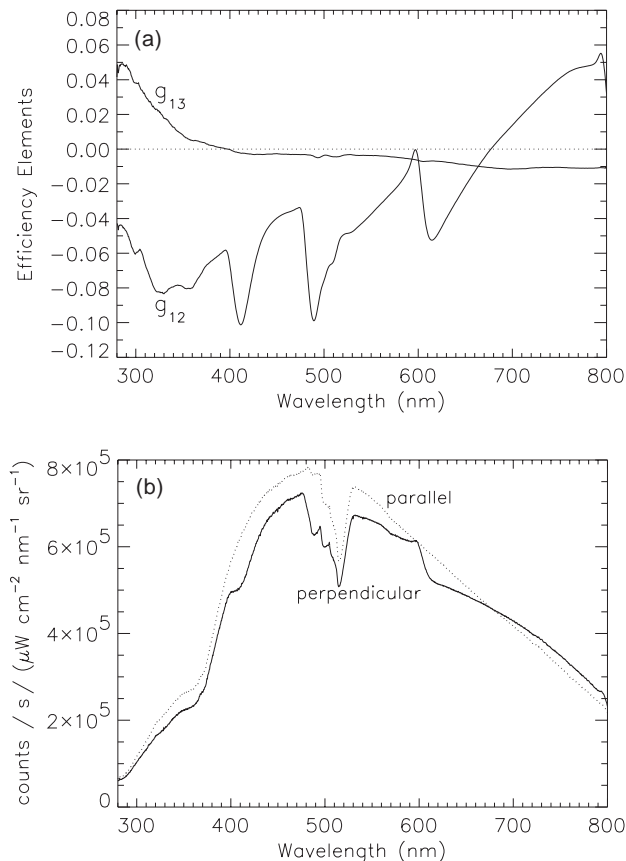 (a)
0.08
0.06
0.04
0.02
0.00
−0.02
−0.04
−0.06
−0.08
−0.10
−0.12
Efficiency Elements
g13
g12
300 400 500 600 700 800
Wavelength (nm)
(b)
8×10^5
6×10^5
4×10^5
2×10^5
0
counts / s / (μW cm^−2 nm^−1 sr^−1)
parallel
perpendicular
300 400 500 600 700 800
Wavelength (nm)